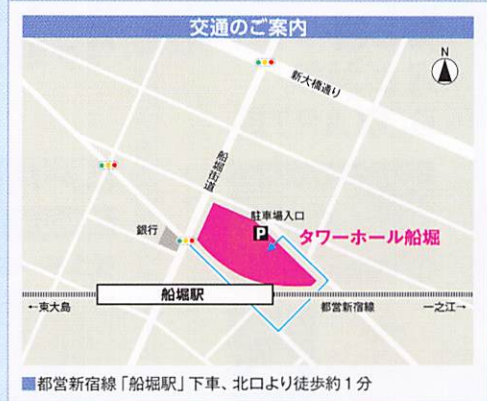 交通のご案内
N
新大橋通り
船堀街道
駐車場入口
P
銀行
タワーホール船堀
船堀駅
←東大島
都営新宿線
一之江→
■都営新宿線「船堀駅」下車、北口より徒歩約1分